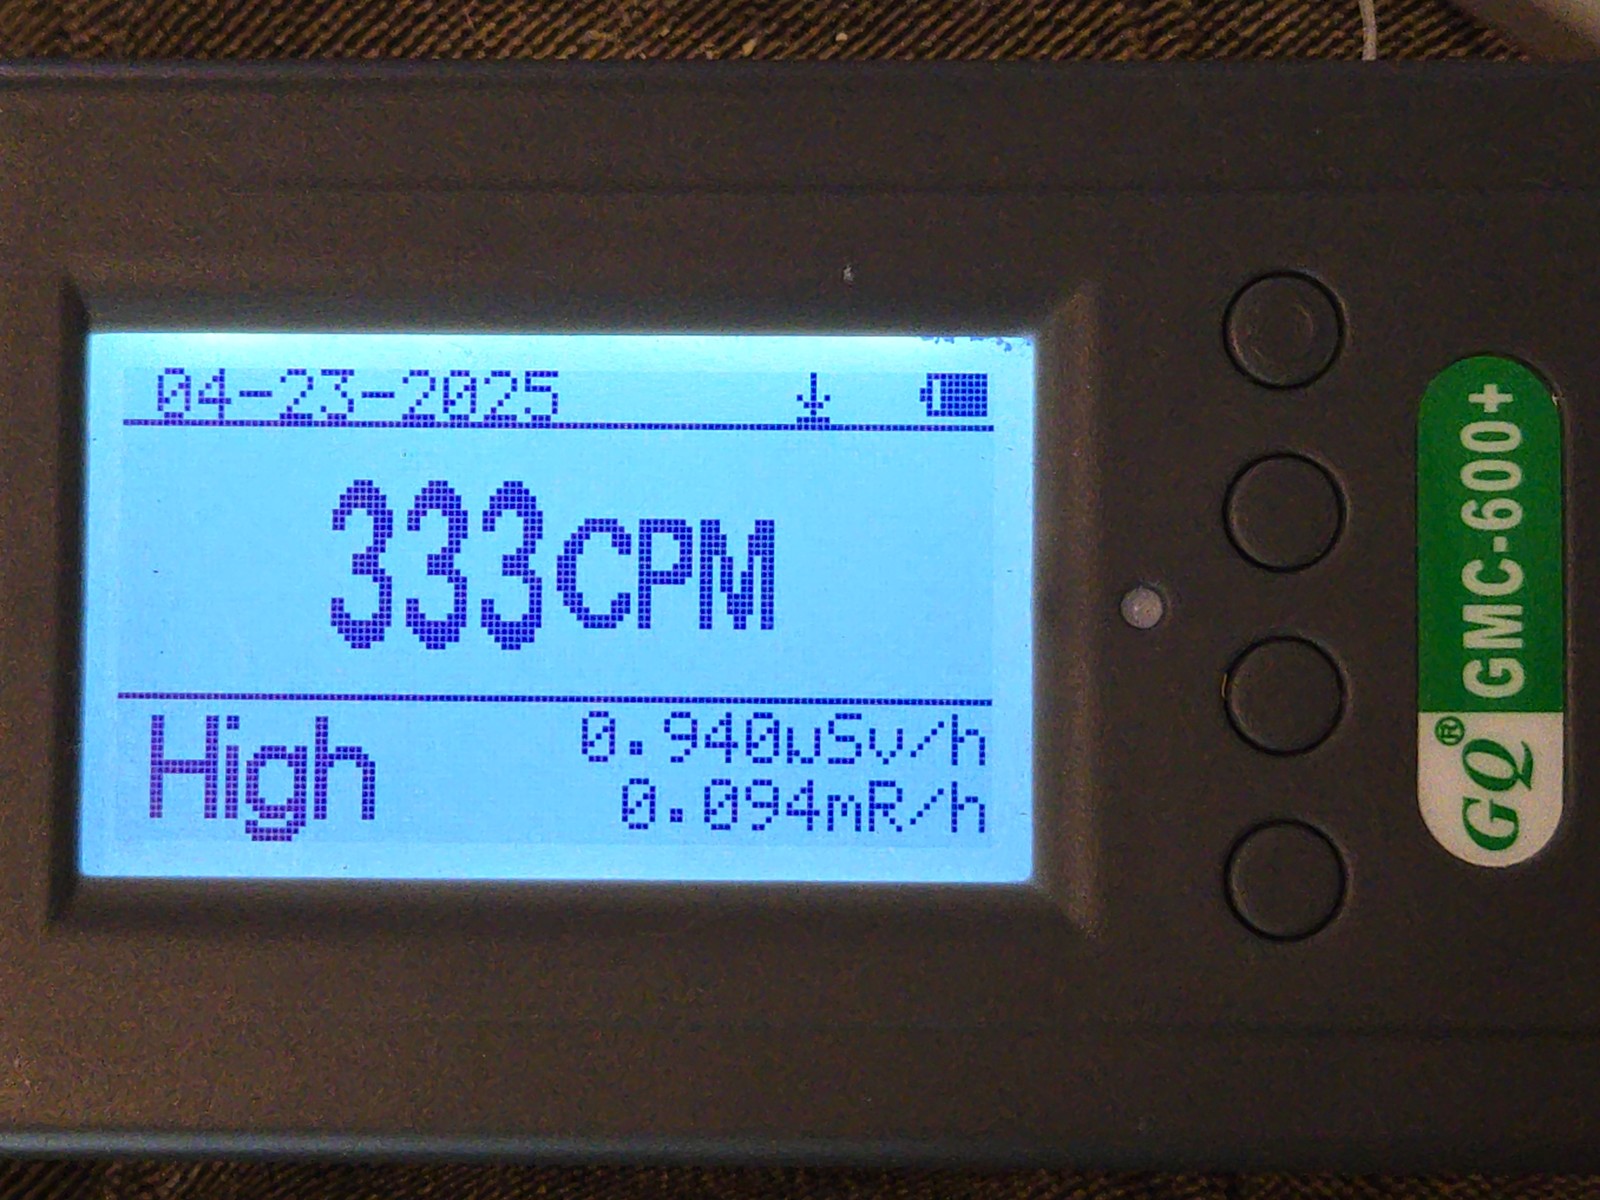 04-23-2025
333CPM
High
0.940uSv/h
0.094mR/h
GQ® GMC-600+